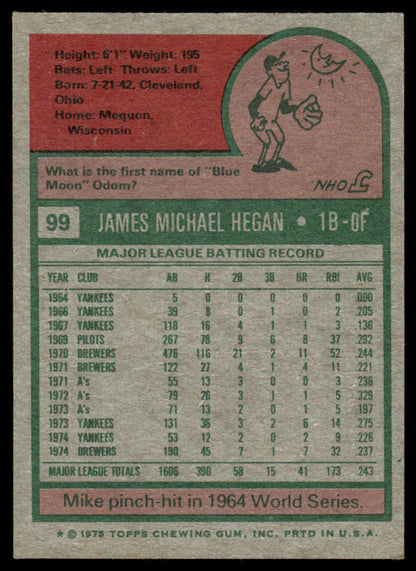 Height: 6'1" Weight: 195
Bats: Left Throws: Left
Born: 7-21-42, Cleveland,
Ohio
Home: Mequon,
Wisconsin
What is the first name of "Blue
Moon" Odom?
JOHN.
99 JAMES MICHAEL HEGAN • 1B-OF
MAJOR LEAGUE BATTING RECORD
YEAR CLUB AB H 2B 3B HR RBI AVG
1964 YANKEES 5 0 0 0 0 0 .000
1966 YANKEES 39 8 0 1 0 2 .205
1967 YANKEES 118 16 4 1 1 3 .136
1969 PILOTS 267 78 9 6 8 37 .292
1970 BREWERS 476 116 21 2 11 52 .244
1971 BREWERS 122 27 4 1 4 11 .221
1971 A's 55 13 0 0 0 3 .236
1972 A's 79 26 3 1 1 5 .329
1973 A's 71 13 2 0 1 5 .183
1973 YANKEES 131 36 3 2 6 14 .275
1974 YANKEES 53 12 2 0 2 9 .226
1974 BREWERS 190 45 7 1 7 32 .237
MAJOR LEAGUE TOTALS 1606 390 58 15 41 173 .243
Mike pinch-hit in 1964 World Series.
* © 1975 TOPPS CHEWING GUM, INC. PRTD IN U.S.A.